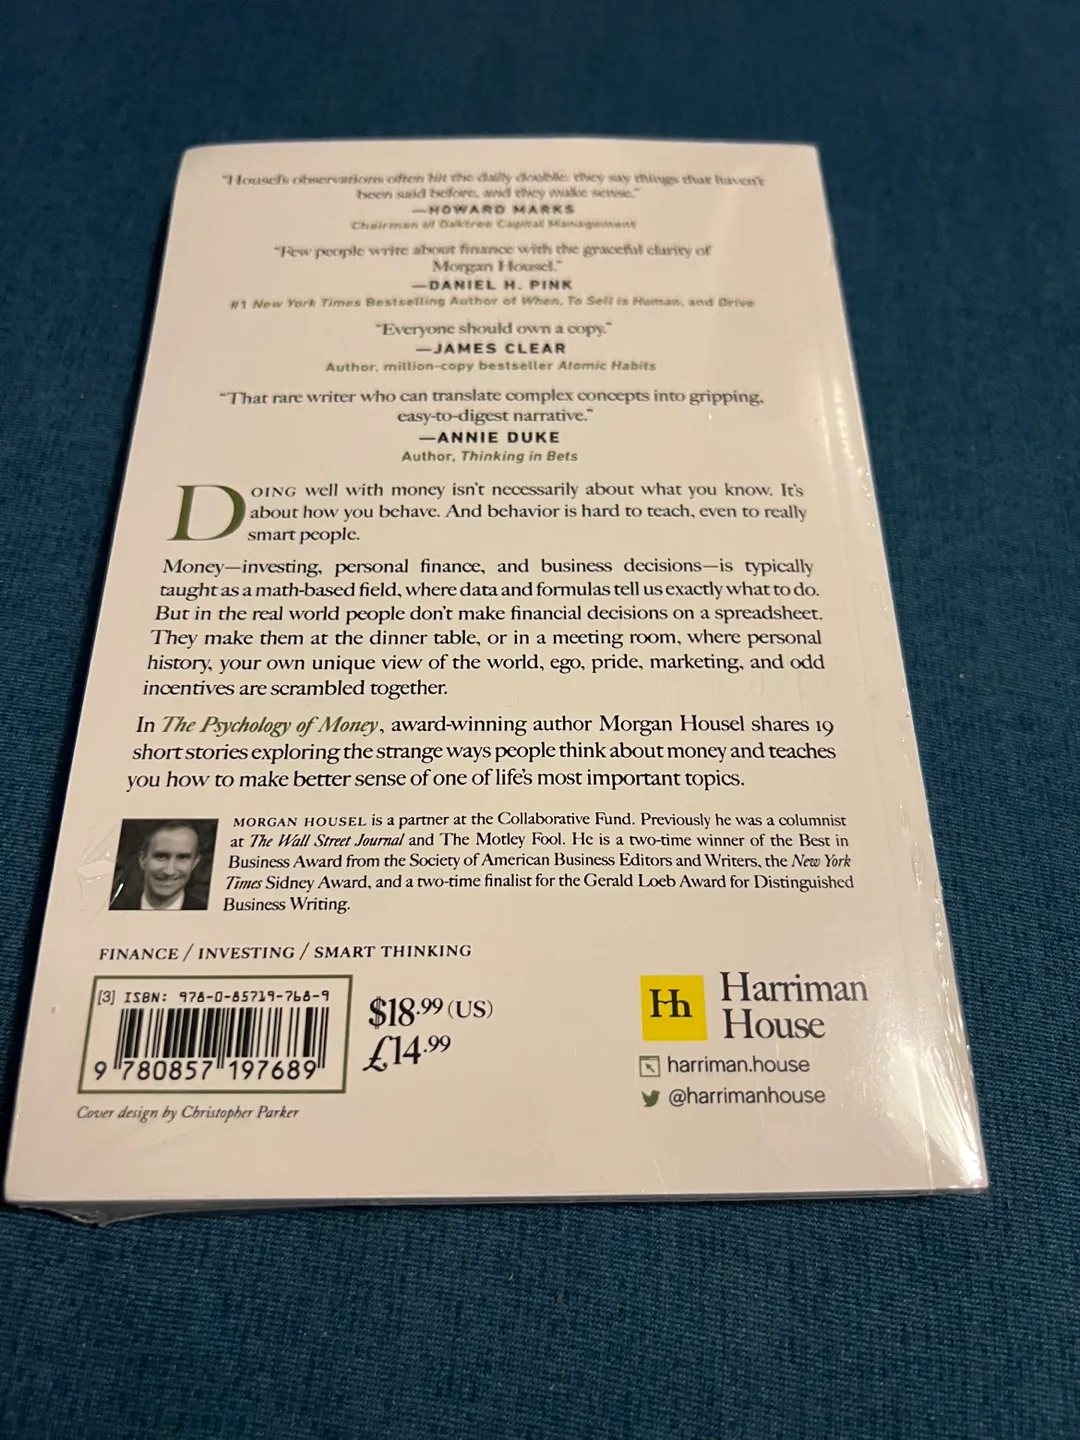 "Housel's observations often hit the daily double: they say things that haven't
been said before, and they make sense."
—HOWARD MARKS
Chairman of Oaktree Capital Management
"Few people write about finance with the graceful clarity of
Morgan Housel."
—DANIEL H. PINK
#1 New York Times Bestselling Author of When, To Sell is Human, and Drive
"Everyone should own a copy."
—JAMES CLEAR
Author, million-copy bestseller Atomic Habits
"That rare writer who can translate complex concepts into gripping,
easy-to-digest narrative."
—ANNIE DUKE
Author, Thinking in Bets
DOING well with money isn't necessarily about what you know. It's
about how you behave. And behavior is hard to teach, even to really
smart people.
Money—investing, personal finance, and business decisions—is typically
taught as a math-based field, where data and formulas tell us exactly what to do.
But in the real world people don't make financial decisions on a spreadsheet.
They make them at the dinner table, or in a meeting room, where personal
history, your own unique view of the world, ego, pride, marketing, and odd
incentives are scrambled together.
In The Psychology of Money, award-winning author Morgan Housel shares 19
short stories exploring the strange ways people think about money and teaches
you how to make better sense of one of life's most important topics.
MORGAN HOUSEL is a partner at the Collaborative Fund. Previously he was a columnist
at The Wall Street Journal and The Motley Fool. He is a two-time winner of the Best in
Business Award from the Society of American Business Editors and Writers, the New York
Times Sidney Award, and a two-time finalist for the Gerald Loeb Award for Distinguished
Business Writing.
FINANCE / INVESTING / SMART THINKING
[3] ISBN: 978-0-85719-768-9
9 780857 197689
$18.99 (US)
£14.99
Cover design by Christopher Parker
Hh
Harriman
House
harriman.house
@harrimanhouse